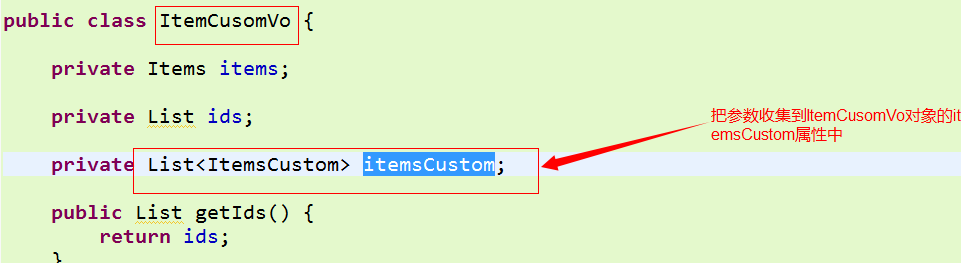 public class ItemCusomVo {
private Items items;
private List ids;
把参数收集到ItemCusomVo对象的it
emsCustom属性中
private List<ItemsCustom> itemsCustom;
public List getIds() {
return ids;
}